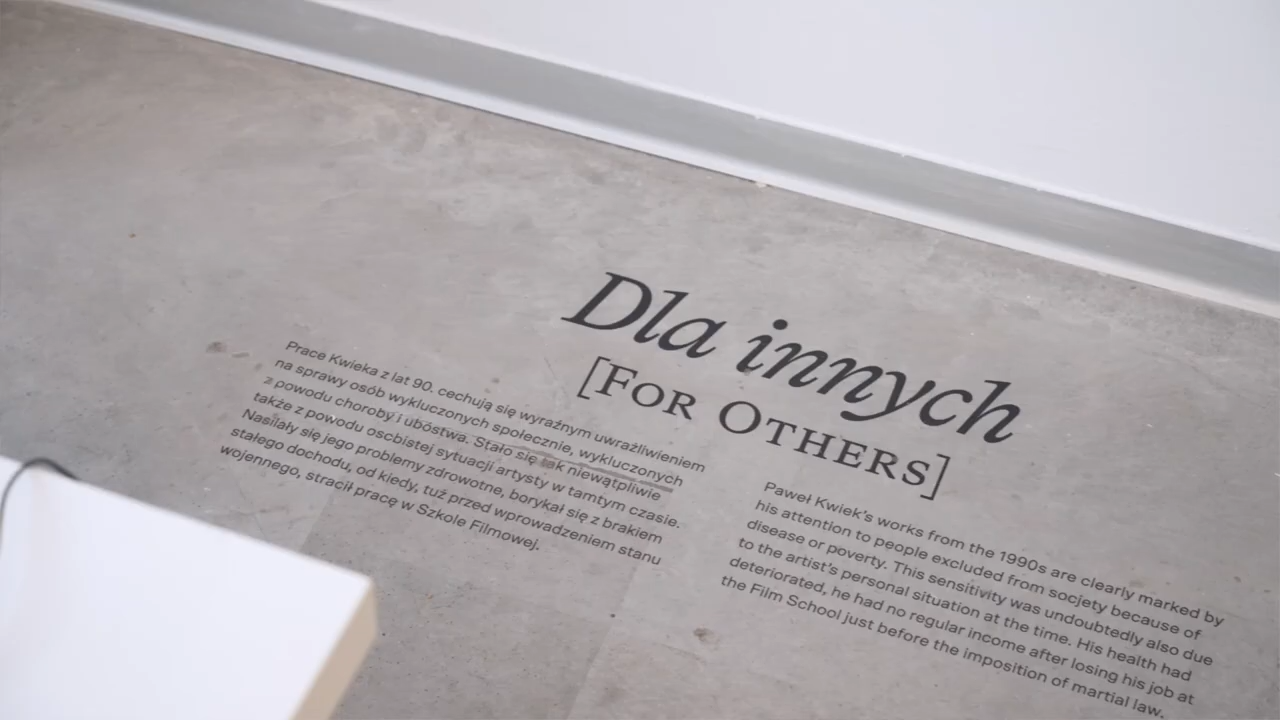 Dla innych
[For Others]
Prace Kwieka z lat 90. cechują się wyraźnym uwrażliwieniem
na sprawy osób wykluczonych społecznie, wykluczonych
z powodu choroby i ubóstwa. Stało się tak niewątpliwie
także z powodu oscbistej sytuacji artysty w tamtym czasie.
Nasilały się jego problemy zdrowotne, borykał się z brakiem
stałego dochodu, od kiedy, tuż przed wprowadzeniem stanu
wojennego, stracił pracę w Szkole Filmowej.
Paweł Kwiek's works from the 1990s are clearly marked by
his attention to people excluded from society because of
disease or poverty. This sensitivity was undoubtedly also due
to the artist's personal situation at the time. His health had
deteriorated, he had no regular income after losing his job at
the Film School just before the imposition of martial law.